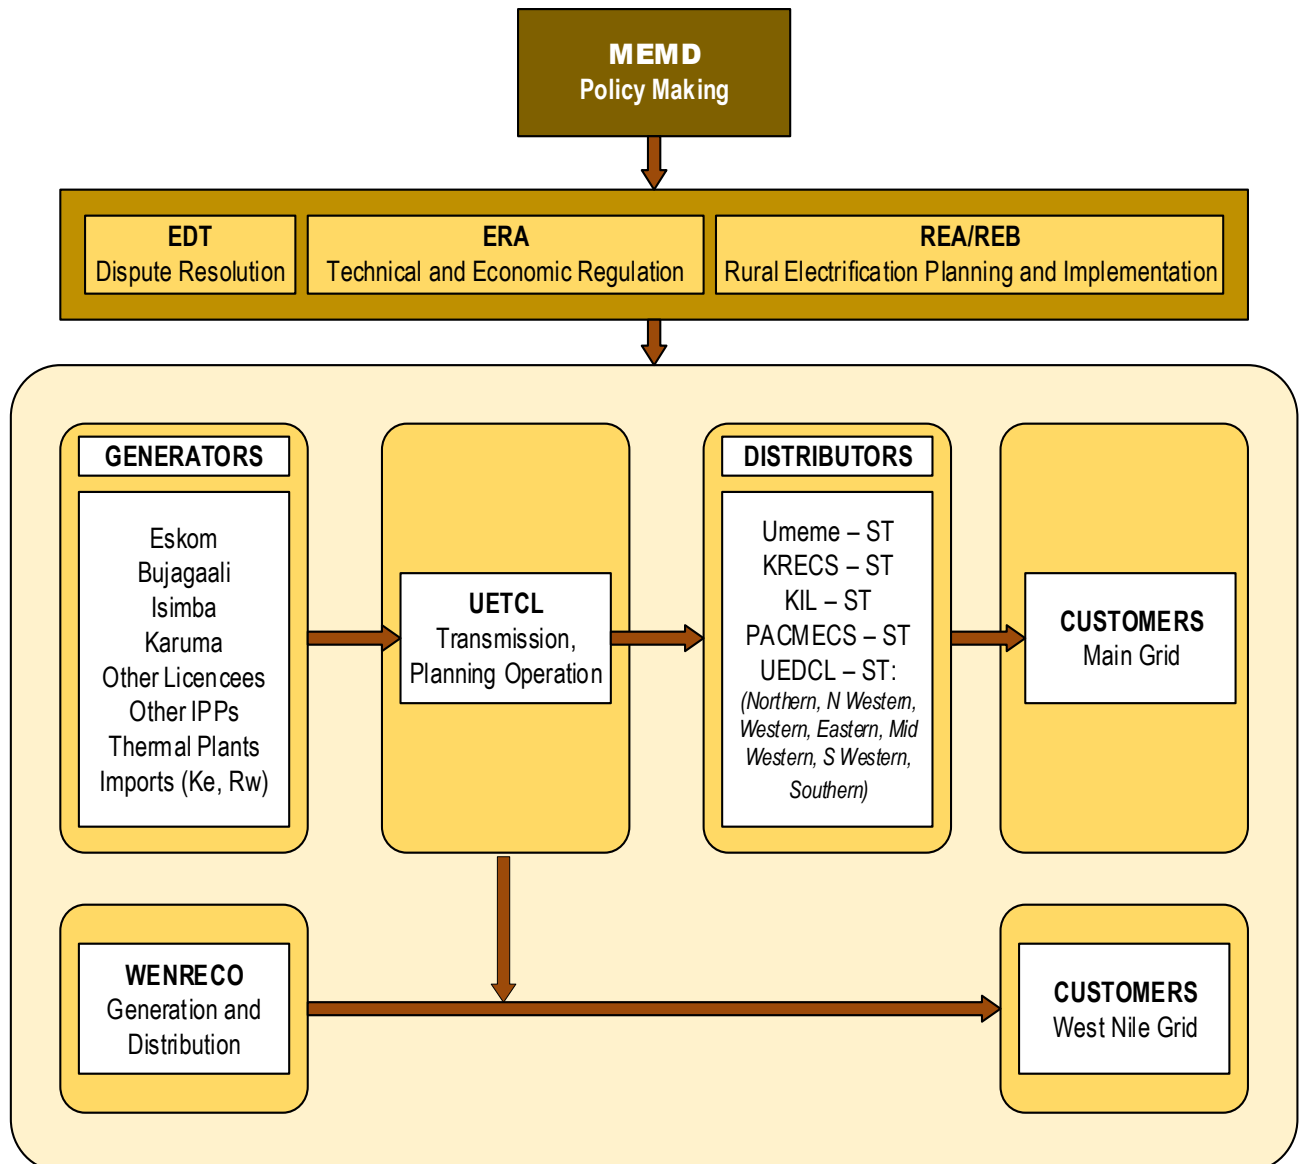 MEMD
Policy Making
EDT
Dispute Resolution
ERA
Technical and Economic Regulation
REA/REB
Rural Electrification Planning and Implementation
GENERATORS
Eskom
Bujagaali
Isimba
Karuma
Other Licencees
Other IPPs
Thermal Plants
Imports (Ke, Rw)
UETCL
Transmission,
Planning Operation
DISTRIBUTORS
Umeme – ST
KRECS – ST
KIL – ST
PACMECS – ST
UEDCL – ST:
(Northern, N Western,
Western, Eastern, Mid
Western, S Western,
Southern)
CUSTOMERS
Main Grid
WENRECO
Generation and
Distribution
CUSTOMERS
West Nile Grid